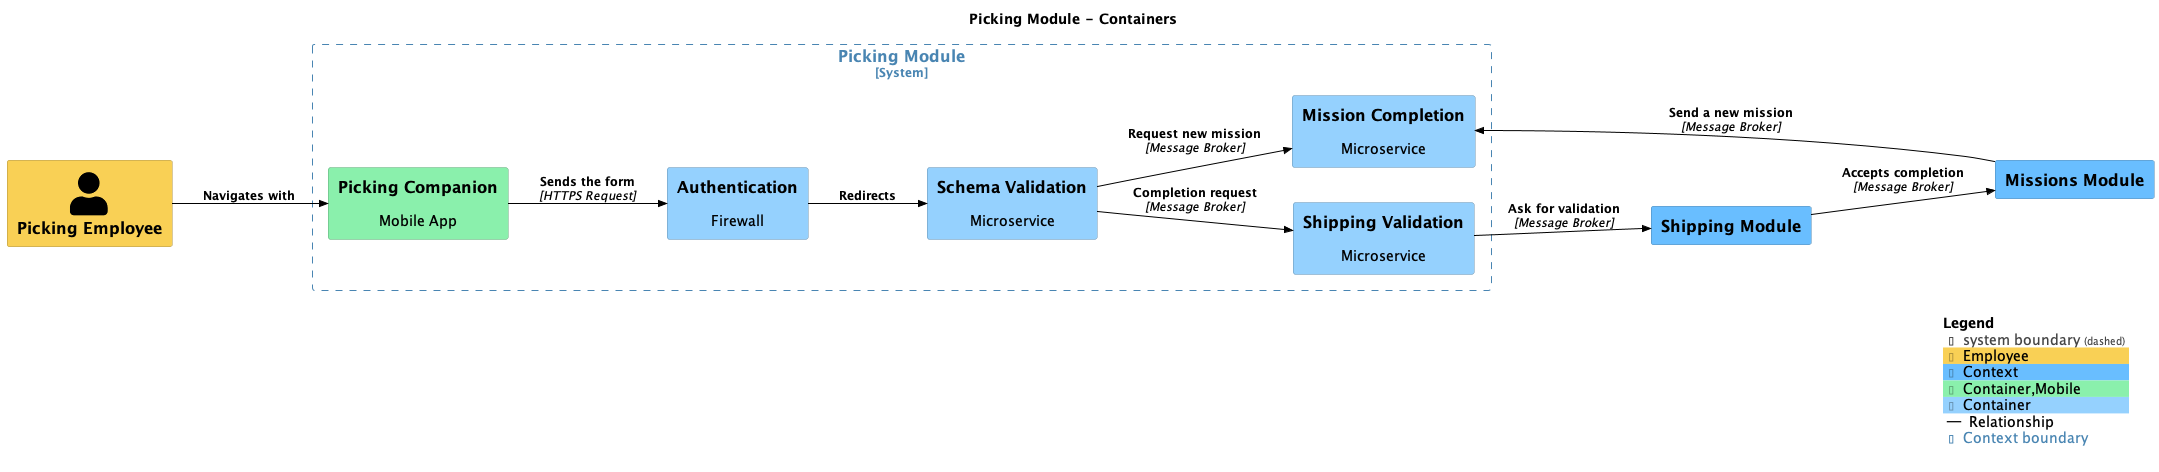 Picking Module - Containers
Picking Module
[System]
Picking Employee
Navigates with
Picking Companion
Mobile App
Sends the form
[HTTPS Request]
Authentication
Firewall
Redirects
Schema Validation
Microservice
Request new mission
[Message Broker]
Completion request
[Message Broker]
Mission Completion
Microservice
Shipping Validation
Microservice
Ask for validation
[Message Broker]
Shipping Module
Send a new mission
[Message Broker]
Accepts completion
[Message Broker]
Missions Module
Legend
system boundary (dashed)
Employee
Context
Container,Mobile
Container
Relationship
Context boundary